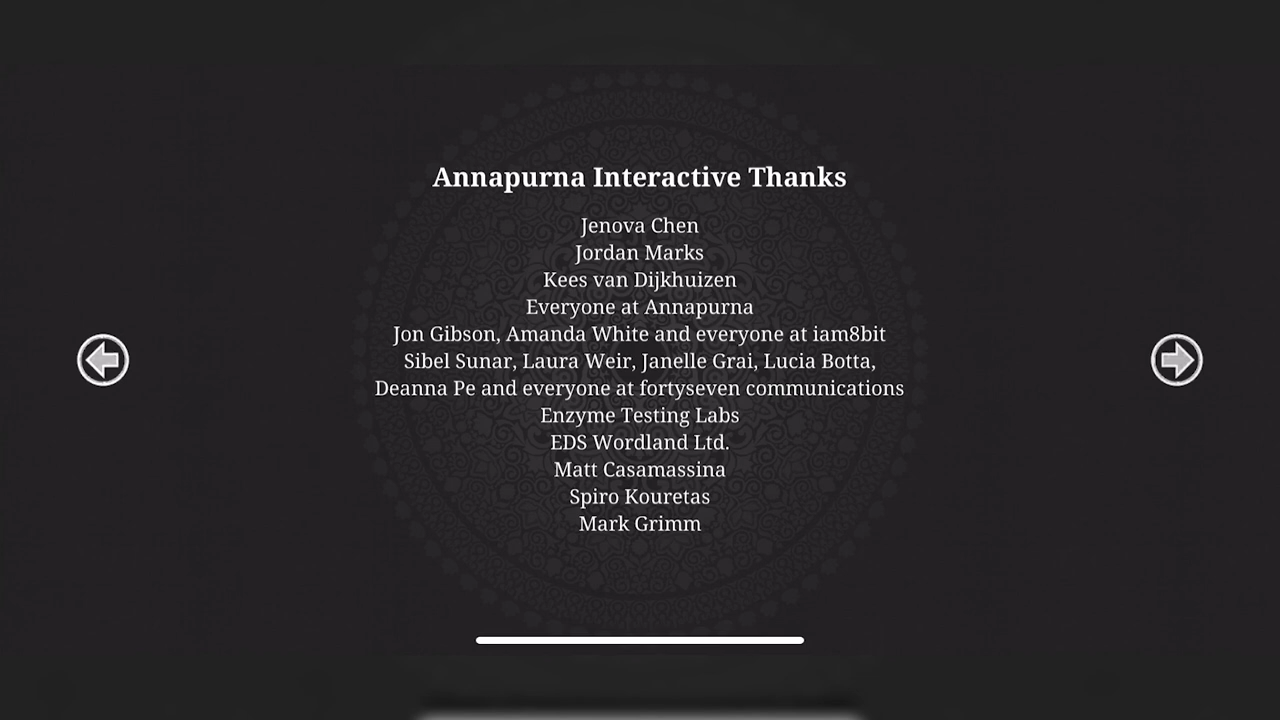 Annapurna Interactive Thanks
Jenova Chen
Jordan Marks
Kees van Dijkhuizen
Everyone at Annapurna
Jon Gibson, Amanda White and everyone at iam8bit
Sibel Sunar, Laura Weir, Janelle Grai, Lucia Botta,
Deanna Pe and everyone at fortyseven communications
Enzyme Testing Labs
EDS Wordland Ltd.
Matt Casamassina
Spiro Kouretas
Mark Grimm